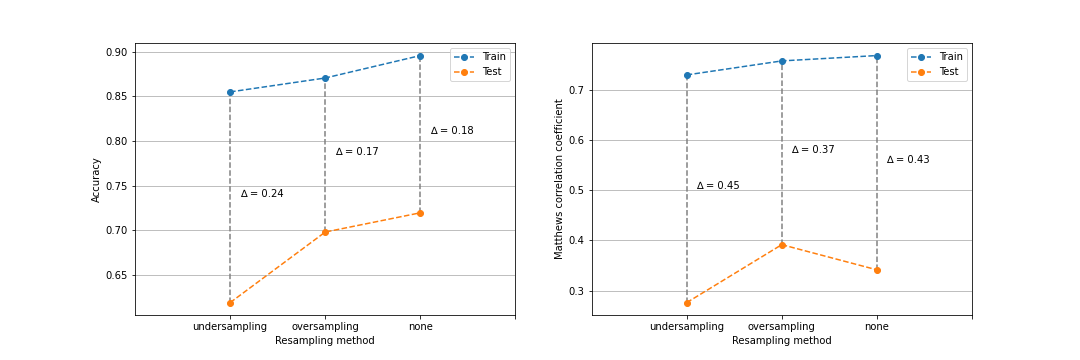 0.90
0.85
0.80
0.75
0.70
0.65
Accuracy
Train
Test
Δ = 0.24
Δ = 0.17
Δ = 0.18
undersampling
oversampling
none
Resampling method
0.7
0.6
0.5
0.4
0.3
Matthews correlation coefficient
Train
Test
Δ = 0.45
Δ = 0.37
Δ = 0.43
undersampling
oversampling
none
Resampling method